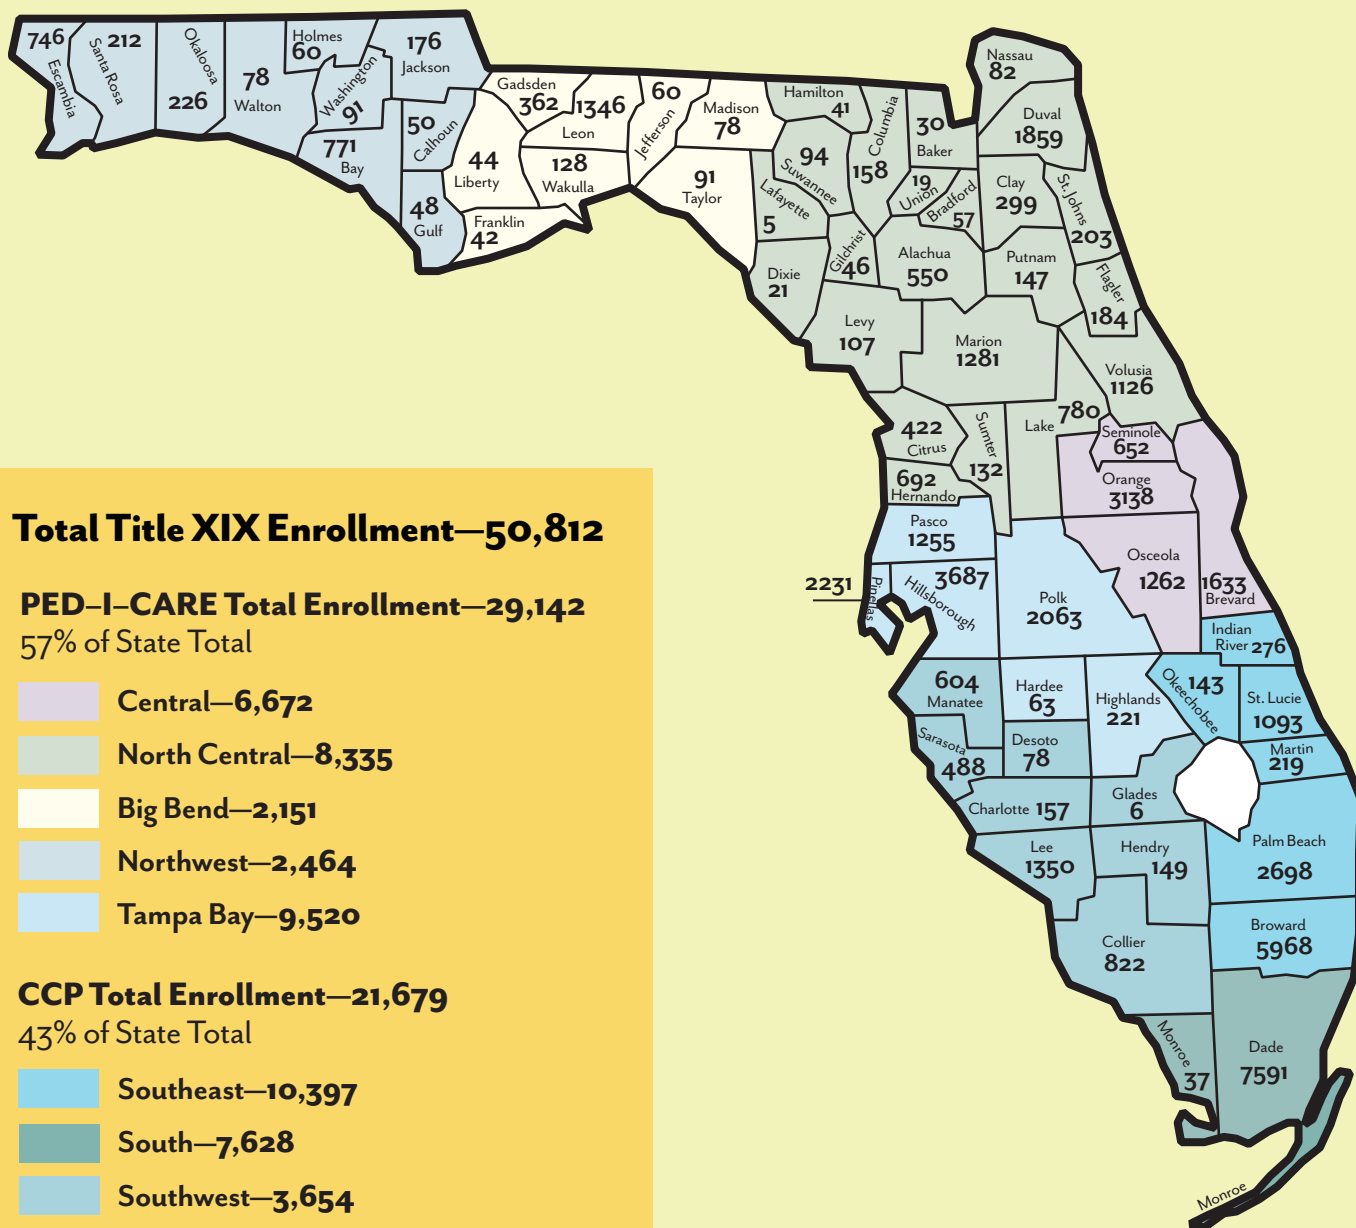 746
Escambia
Santa Rosa
212
Okaloosa
226
78
Walton
Holmes
60
Washington
91
176
Jackson
771
Bay
50
Calhoun
48
Gulf
Gadsden
362
1346
Leon
44
Liberty
128
Wakulla
Franklin
42
60
Jefferson
Madison
78
91
Taylor
Hamilton
41
94
Suwannee
Lafayette
5
Columbia
158
30
Baker
Nassau
82
Duval
1859
19
Union
Bradford
57
Clay
299
St. Johns
203
Gilchrist
46
Alachua
550
Putnam
147
Flagler
184
Dixie
21
Levy
107
Marion
1281
Volusia
1126
422
Citrus
Sumter
132
Lake
780
Seminole
652
692
Hernando
Orange
3138
Pasco
1255
Osceola
1262
1633
Brevard
2231
Pinellas
3687
Hillsborough
Polk
2063
Indian
River 276
604
Manatee
Hardee
63
Highlands
221
143
Okeechobee
St. Lucie
1093
Sarasota
488
Desoto
78
Martin
219
Charlotte 157
Glades
6
Lee
1350
Hendry
149
Palm Beach
2698
Collier
822
Broward
5968
Monroe
37
Dade
7591
Monroe
Total Title XIX Enrollment—50,812
PED–I–CARE Total Enrollment—29,142
57% of State Total
Central—6,672
North Central—8,335
Big Bend—2,151
Northwest—2,464
Tampa Bay—9,520
CCP Total Enrollment—21,679
43% of State Total
Southeast—10,397
South—7,628
Southwest—3,654